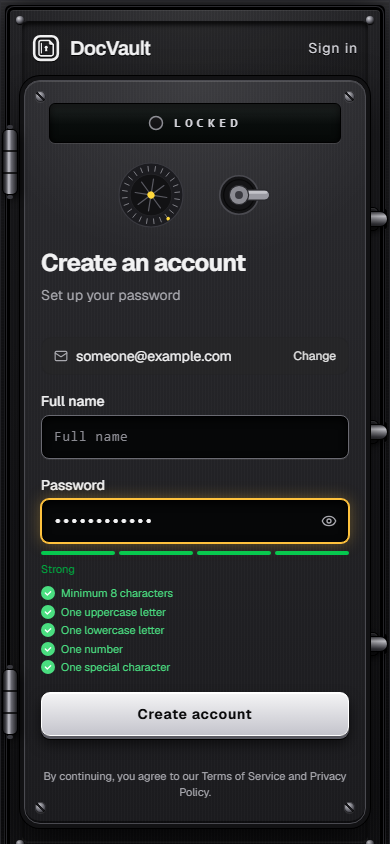 DocVault
Sign in
LOCKED
Create an account
Set up your password
someone@example.com
Change
Full name
Full name
Password
••••••••••••
Strong
Minimum 8 characters
One uppercase letter
One lowercase letter
One number
One special character
Create account
By continuing, you agree to our Terms of Service and Privacy
Policy.